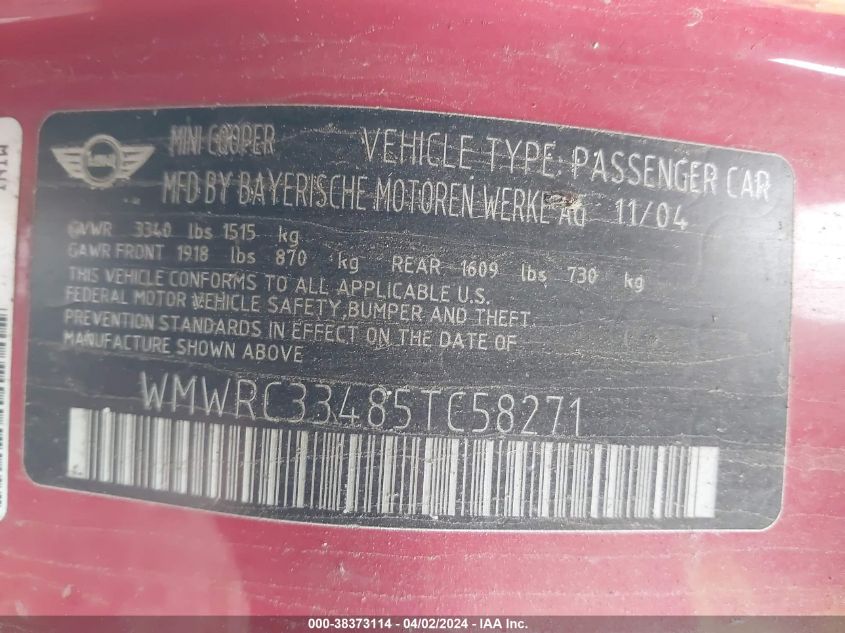 MINI COOPER VEHICLE TYPE: PASSENGER CAR
MFD BY BAYERISCHE MOTOREN WERKE AG 11/04
GVWR 3340 lbs 1515 kg
GAWR FRONT 1918 lbs 870 kg REAR 1609 lbs 730 kg
THIS VEHICLE CONFORMS TO ALL APPLICABLE U.S.
FEDERAL MOTOR VEHICLE SAFETY,BUMPER AND THEFT
PREVENTION STANDARDS IN EFFECT ON THE DATE OF
MANUFACTURE SHOWN ABOVE
WMWRC33485TC58271
000-38373114 - 04/02/2024 - IAA Inc.